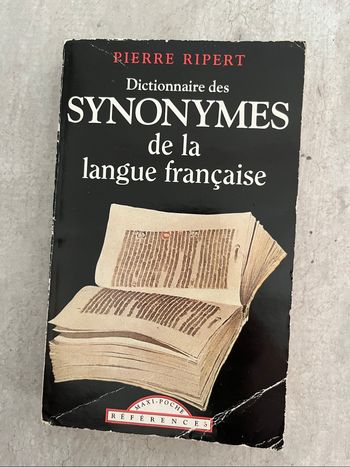 PIERRE RIPERT
Dictionnaire des
SYNONYMES
de la
langue française
MAXI-POCHE
RÉFÉRENCES